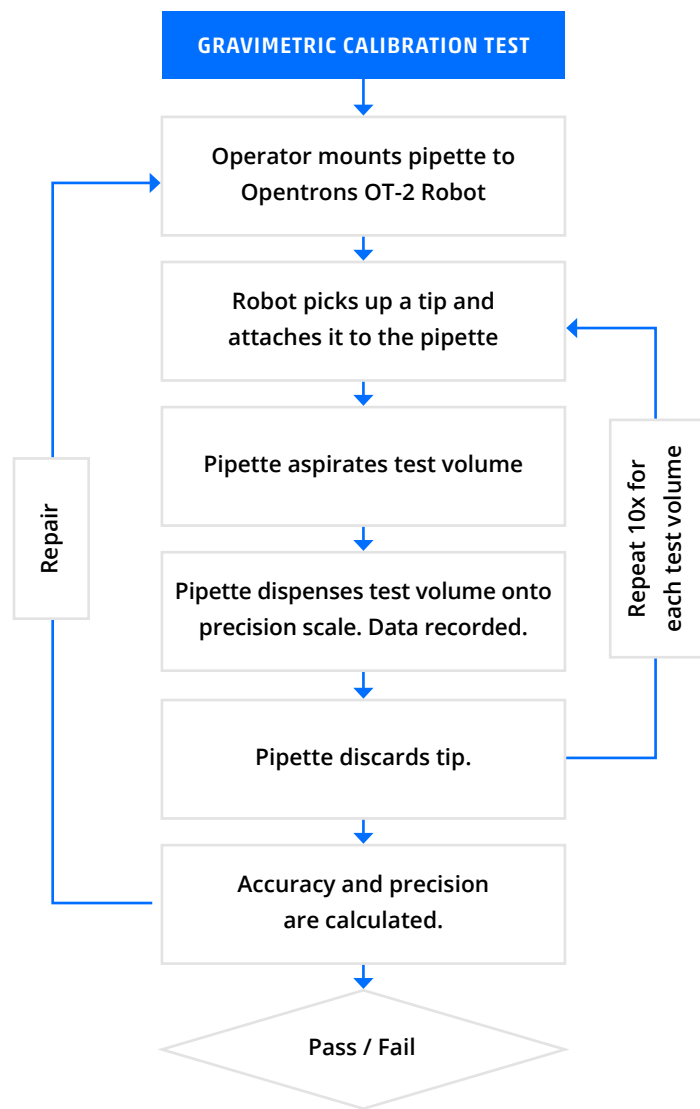 GRAVIMETRIC CALIBRATION TEST
Operator mounts pipette to
Opentrons OT-2 Robot
Robot picks up a tip and
attaches it to the pipette
Pipette aspirates test volume
Pipette dispenses test volume onto
precision scale. Data recorded.
Pipette discards tip.
Accuracy and precision
are calculated.
Pass / Fail
Repair
Repeat 10x for
each test volume